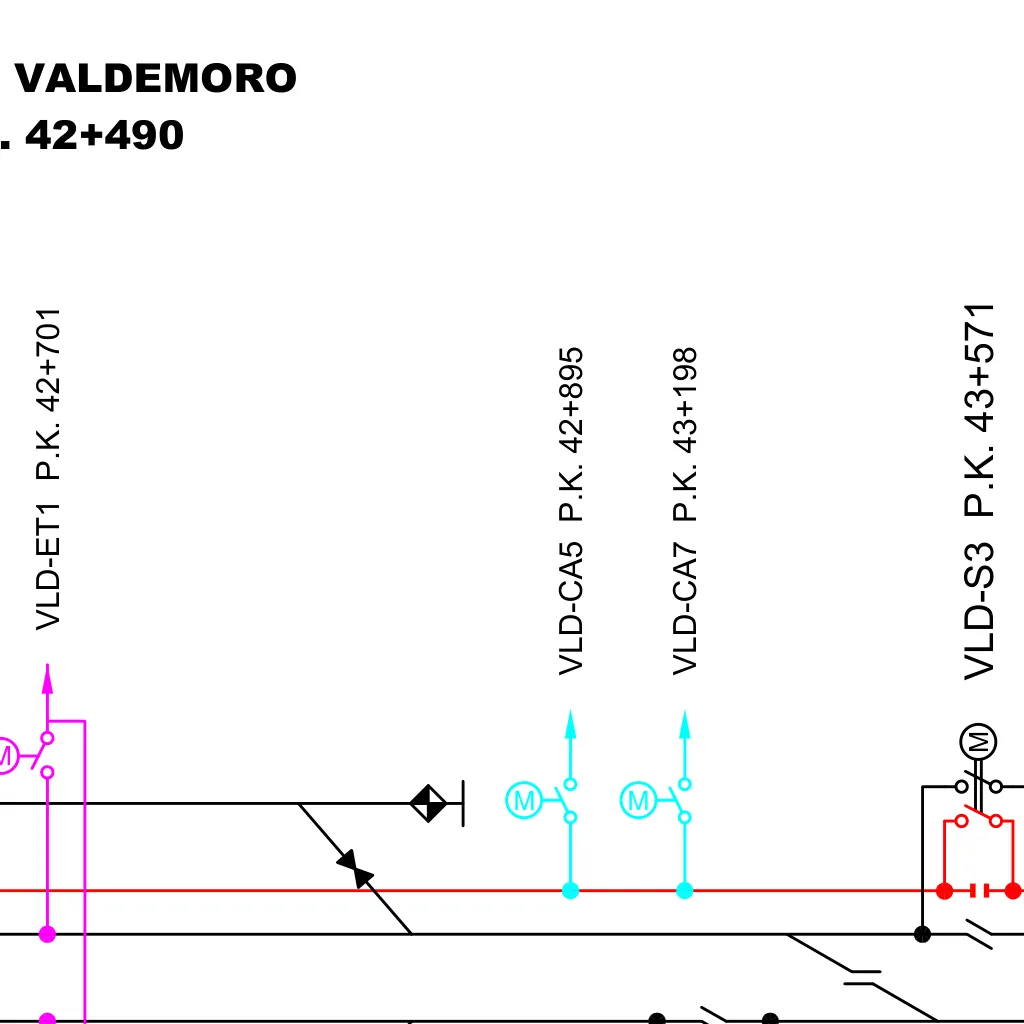 VALDEMORO
. 42+490
VLD-ET1 P.K. 42+701
VLD-CA5 P.K. 42+895
VLD-CA7 P.K. 43+198
VLD-S3 P.K. 43+571
M
M
M
M